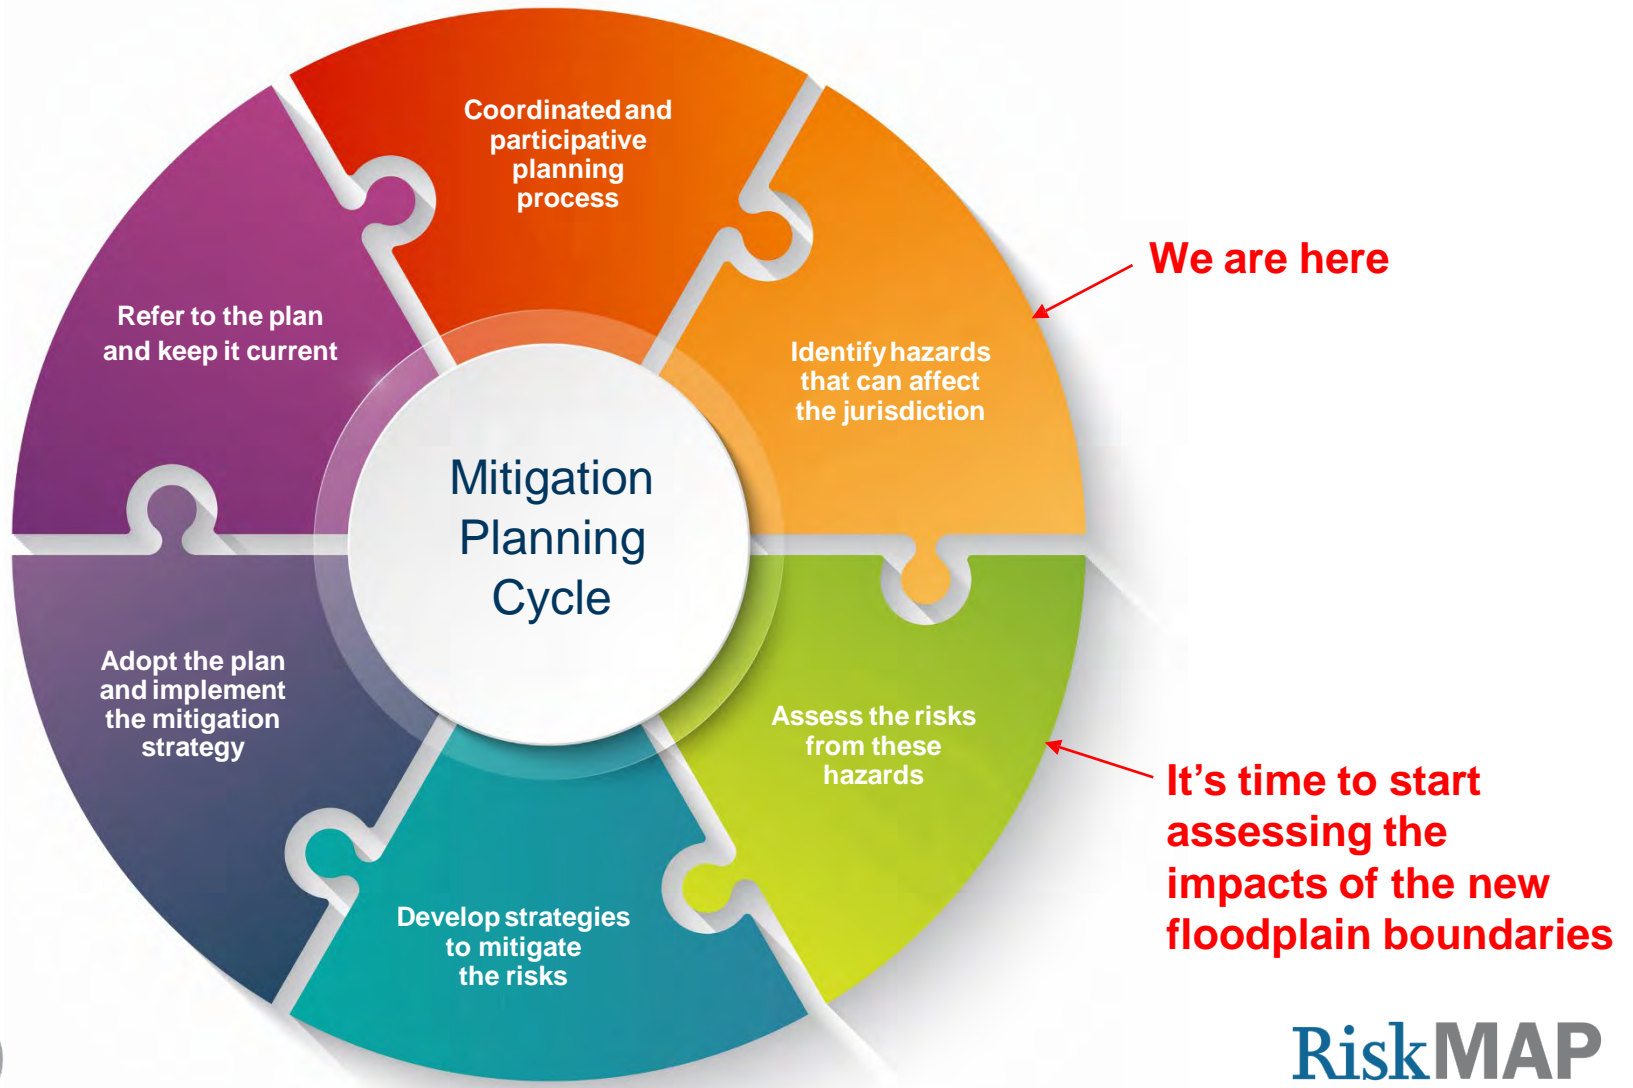 Coordinated and
participative
planning
process
We are here
Identify hazards
that can affect
the jurisdiction
Refer to the plan
and keep it current
Mitigation
Planning
Cycle
Adopt the plan
and implement
the mitigation
strategy
Assess the risks
from these
hazards
It's time to start
assessing the
impacts of the new
floodplain boundaries
Develop strategies
to mitigate
the risks
RiskMAP